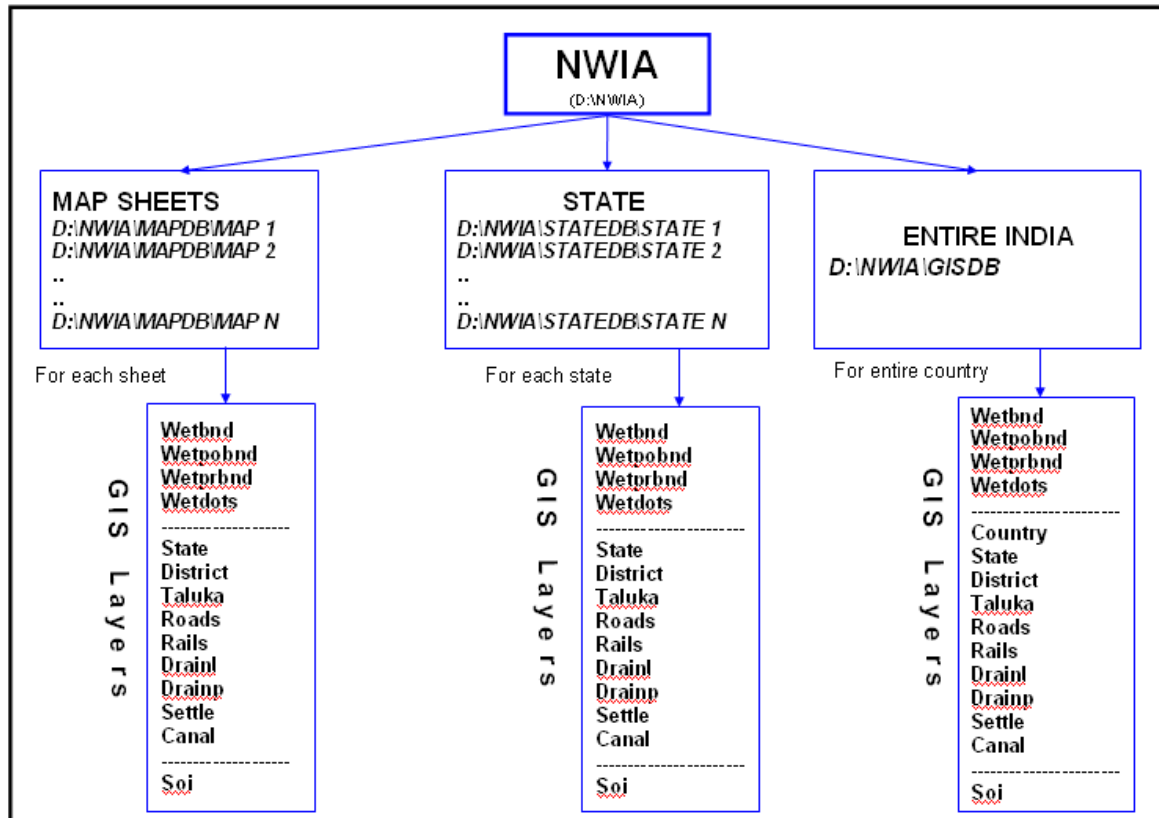 NWIA
(D:\NWIA)
MAP SHEETS
D:\NWIA\MAPDB\MAP 1
D:\NWIA\MAPDB\MAP 2
..
..
D:\NWIA\MAPDB\MAP N
For each sheet
GIS Layers
Wetbnd
Wetpobnd
Wetprbnd
Wetdots
---------------------
State
District
Taluka
Roads
Rails
Drainl
Drainp
Settle
Canal
---------------------
Soi
STATE
D:\NWIA\STATEDB\STATE 1
D:\NWIA\STATEDB\STATE 2
..
..
D:\NWIA\STATEDB\STATE N
For each state
GIS Layers
Wetbnd
Wetpobnd
Wetprbnd
Wetdots
------------------------
State
District
Taluka
Roads
Rails
Drainl
Drainp
Settle
Canal
------------------------
Soi
ENTIRE INDIA
D:\NWIA\GISDB
For entire country
GIS Layers
Wetbnd
Wetpobnd
Wetprbnd
Wetdots
------------------------
Country
State
District
Taluka
Roads
Rails
Drainl
Drainp
Settle
Canal
------------------------
Soi